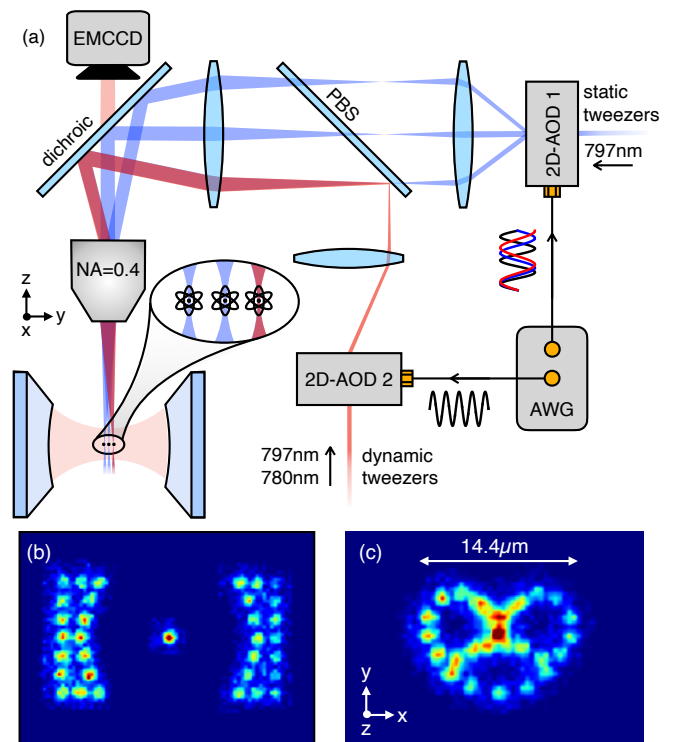 (a)
EMCCD
dichroic
PBS
2D-AOD 1
static
tweezers
797nm
NA=0.4
z
y
x
2D-AOD 2
AWG
797nm
780nm
dynamic
tweezers
(b)
(c)
14.4µm
y
x
z